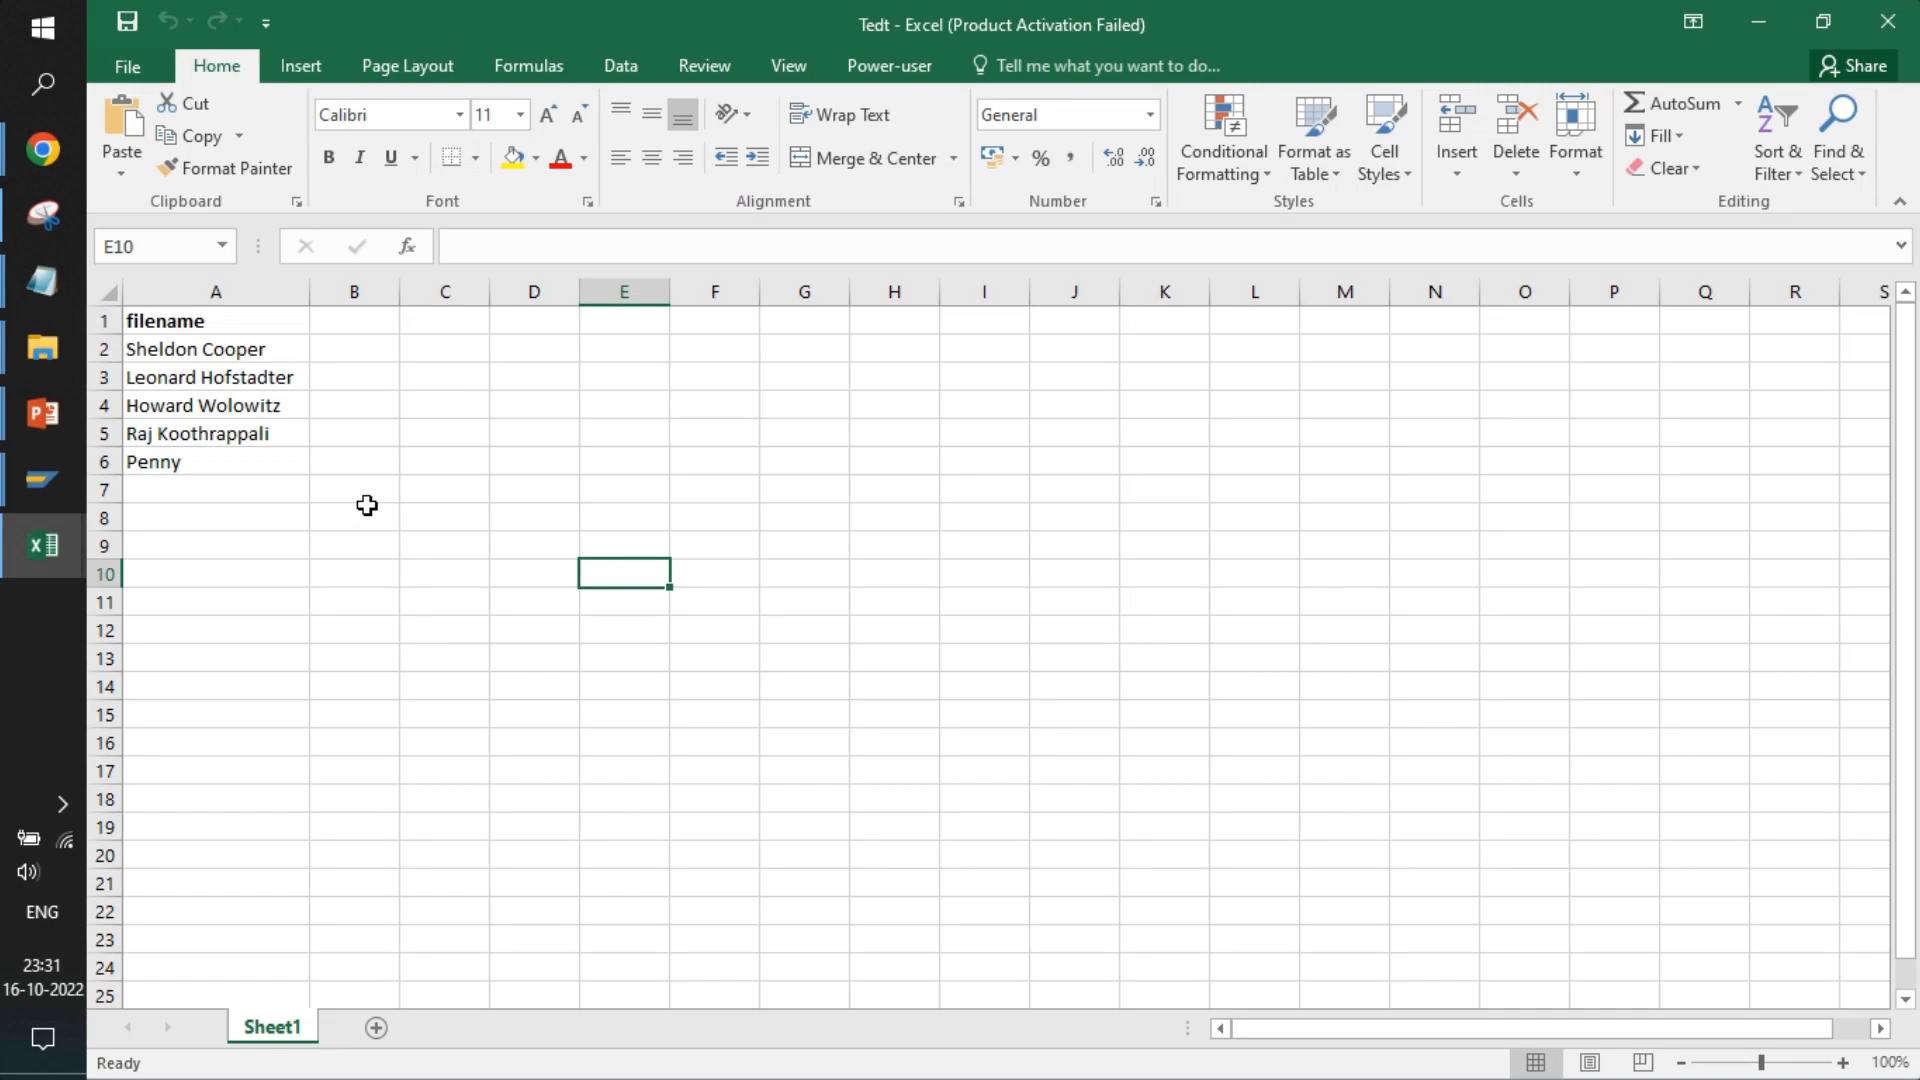 Tedt - Excel (Product Activation Failed)
File Home Insert Page Layout Formulas Data Review View Power-user Tell me what you want to do... Share
Paste
Cut
Copy
Format Painter
Clipboard
Calibri 11
B I U A
Font
Wrap Text
Merge & Center
Alignment
General
%
Number
Conditional Formatting
Format as Table
Cell Styles
Styles
Insert
Delete
Format
Cells
AutoSum
Fill
Clear
Sort & Filter
Find & Select
Editing
E10 fx
A B C D E F G H I J K L M N O P Q R S
1 filename
2 Sheldon Cooper
3 Leonard Hofstadter
4 Howard Wolowitz
5 Raj Koothrappali
6 Penny
7
8
9
10
11
12
13
14
15
16
17
18
19
20
21
22
23
24
25
Sheet1
Ready
100%
ENG
23:31
16-10-2022